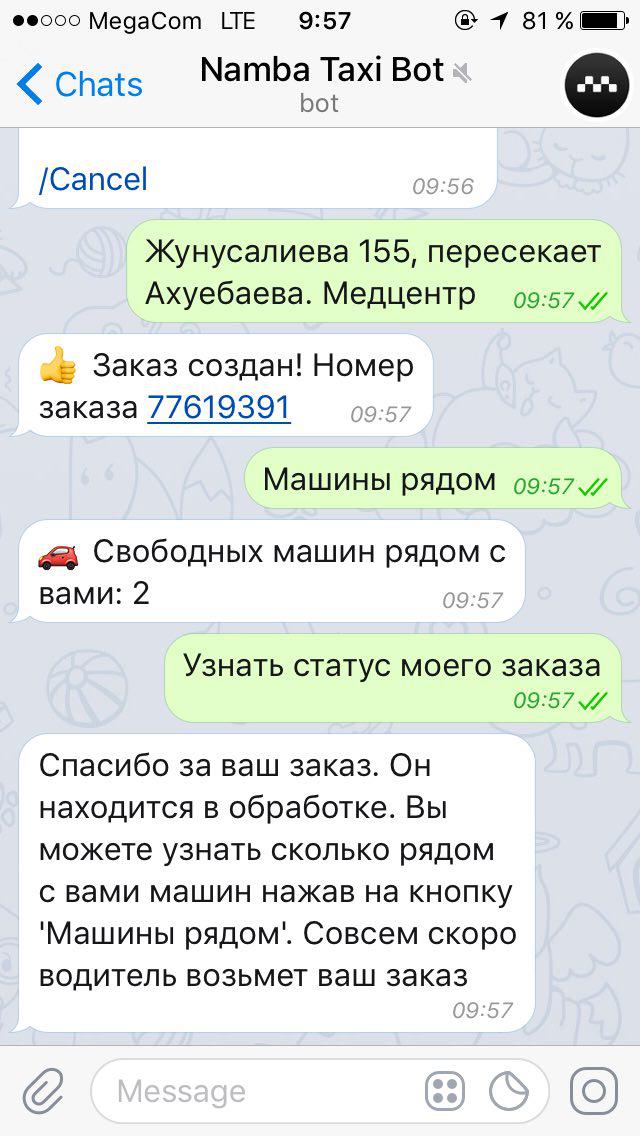 MegaCom LTE 9:57 81 %
Chats
Namba Taxi Bot
bot
/Cancel
09:56
Жунусалиева 155, пересекает
Ахуебаева. Медцентр 09:57
👍 Заказ создан! Номер
заказа 77619391 09:57
Машины рядом 09:57
🚗 Свободных машин рядом с
вами: 2 09:57
Узнать статус моего заказа
09:57
Спасибо за ваш заказ. Он
находится в обработке. Вы
можете узнать сколько рядом
с вами машин нажав на кнопку
'Машины рядом'. Совсем скоро
водитель возьмет ваш заказ
09:57
Message